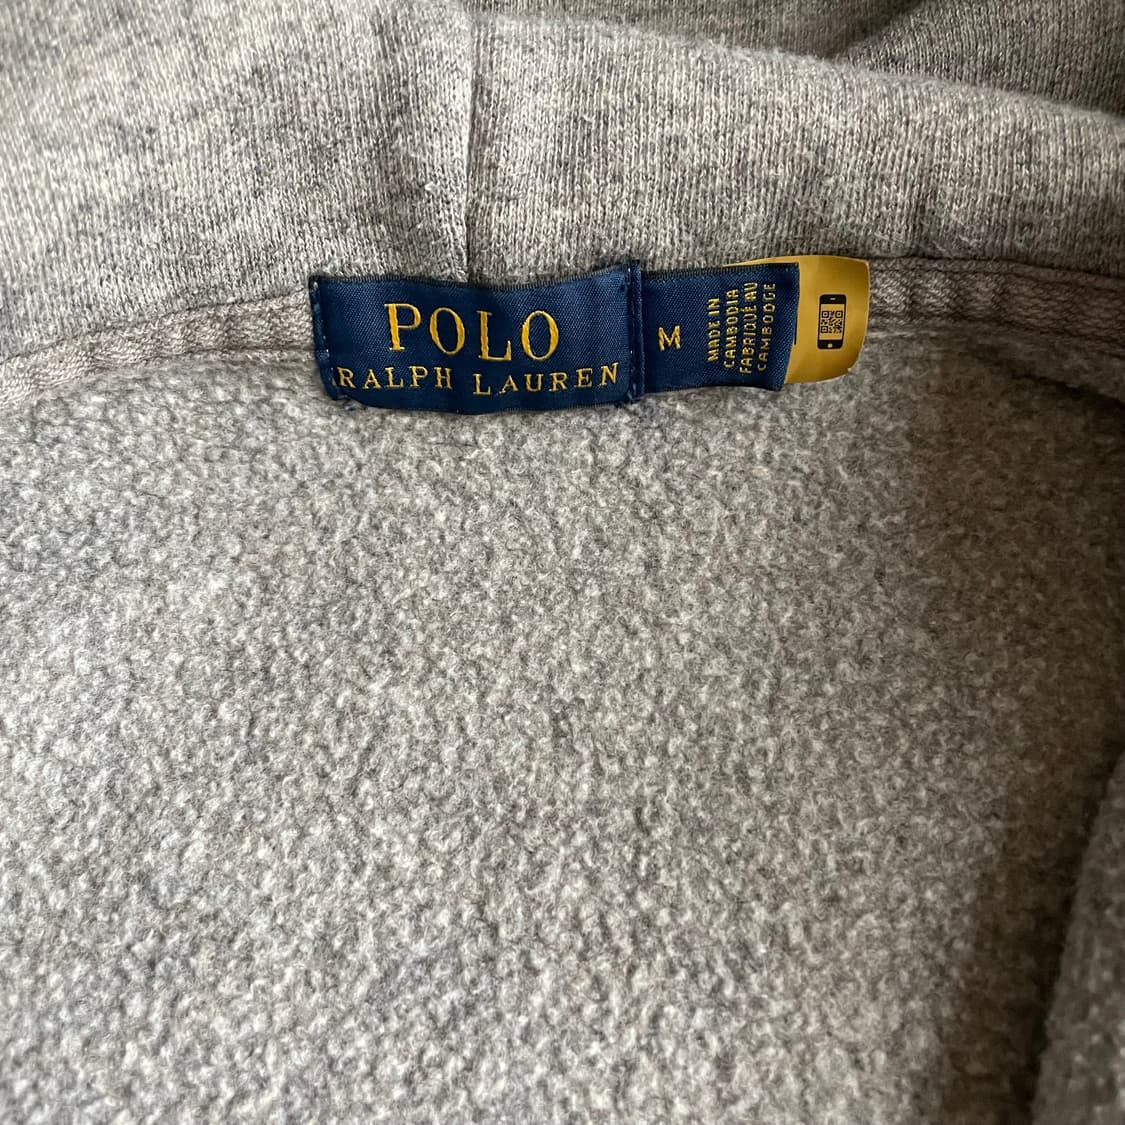 POLO
RALPH LAUREN
M
MADE IN
CAMBODIA
FABRIQUÉ AU
CAMBODGE